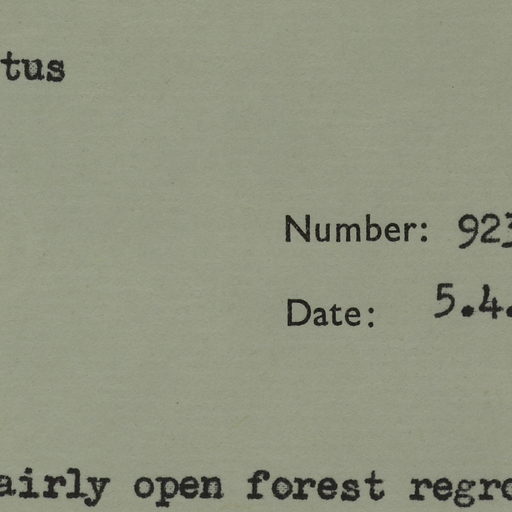 tus
Number: 923
Date: 5.4.
airly open forest regro